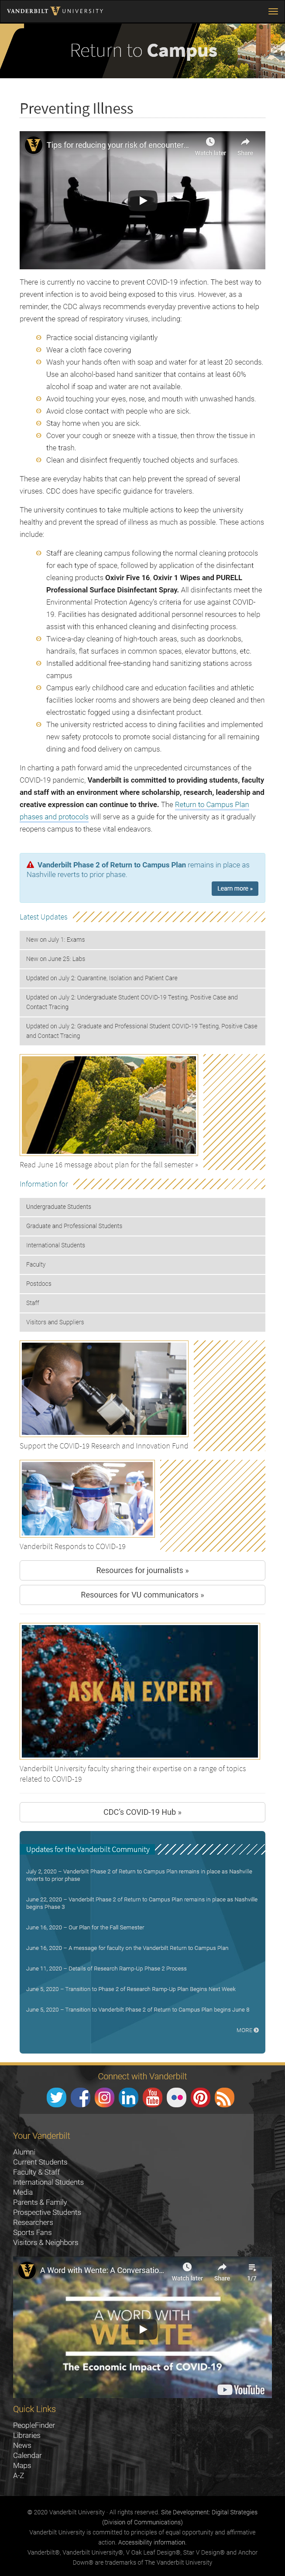 VANDERBILT UNIVERSITY
Return to Campus
Preventing Illness
Tips for reducing your risk of encounter...
Watch later
Share
There is currently no vaccine to prevent COVID-19 infection. The best way to
prevent infection is to avoid being exposed to this virus. However, as a
reminder, the CDC always recommends everyday preventive actions to help
prevent the spread of respiratory viruses, including:
Practice social distancing vigilantly
Wear a cloth face covering
Wash your hands often with soap and water for at least 20 seconds.
Use an alcohol-based hand sanitizer that contains at least 60%
alcohol if soap and water are not available.
Avoid touching your eyes, nose, and mouth with unwashed hands.
Avoid close contact with people who are sick.
Stay home when you are sick.
Cover your cough or sneeze with a tissue, then throw the tissue in
the trash.
Clean and disinfect frequently touched objects and surfaces.
These are everyday habits that can help prevent the spread of several
viruses. CDC does have specific guidance for travelers.
The university continues to take multiple actions to keep the university
healthy and prevent the spread of illness as much as possible. These actions
include:
Staff are cleaning campus following the normal cleaning protocols
for each type of space, followed by application of the disinfectant
cleaning products Oxivir Five 16, Oxivir 1 Wipes and PURELL
Professional Surface Disinfectant Spray. All disinfectants meet the
Environmental Protection Agency's criteria for use against COVID-
19. Facilities has designated additional personnel resources to help
assist with this enhanced cleaning and disinfecting process.
Twice-a-day cleaning of high-touch areas, such as doorknobs,
handrails, flat surfaces in common spaces, elevator buttons, etc.
Installed additional free-standing hand sanitizing stations across
campus
Campus early childhood care and education facilities and athletic
facilities locker rooms and showers are being deep cleaned and then
electrostatic fogged using a disinfectant product.
The university restricted access to dining facilities and implemented
new safety protocols to promote social distancing for all remaining
dining and food delivery on campus.
In charting a path forward amid the unprecedented circumstances of the
COVID-19 pandemic, Vanderbilt is committed to providing students, faculty
and staff with an environment where scholarship, research, leadership and
creative expression can continue to thrive. The Return to Campus Plan
phases and protocols will serve as a guide for the university as it gradually
reopens campus to these vital endeavors.
Vanderbilt Phase 2 of Return to Campus Plan remains in place as
Nashville reverts to prior phase.
Learn more »
Latest Updates
New on July 1: Exams
New on June 25: Labs
Updated on July 2: Quarantine, Isolation and Patient Care
Updated on July 2: Undergraduate Student COVID-19 Testing, Positive Case and
Contact Tracing
Updated on July 2: Graduate and Professional Student COVID-19 Testing, Positive Case
and Contact Tracing
Read June 16 message about plan for the fall semester »
Information for
Undergraduate Students
Graduate and Professional Students
International Students
Faculty
Postdocs
Staff
Visitors and Suppliers
Support the COVID-19 Research and Innovation Fund
Vanderbilt Responds to COVID-19
Resources for journalists »
Resources for VU communicators »
ASK AN EXPERT
Vanderbilt University faculty sharing their expertise on a range of topics
related to COVID-19
CDC's COVID-19 Hub »
Updates for the Vanderbilt Community
July 2, 2020 – Vanderbilt Phase 2 of Return to Campus Plan remains in place as Nashville
reverts to prior phase
June 22, 2020 – Vanderbilt Phase 2 of Return to Campus Plan remains in place as Nashville
begins Phase 3
June 16, 2020 – Our Plan for the Fall Semester
June 16, 2020 – A message for faculty on the Vanderbilt Return to Campus Plan
June 11, 2020 – Details of Research Ramp-Up Phase 2 Process
June 5, 2020 – Transition to Phase 2 of Research Ramp-Up Plan Begins Next Week
June 5, 2020 – Transition to Vanderbilt Phase 2 of Return to Campus Plan begins June 8
MORE
Connect with Vanderbilt
You
Tube
Your Vanderbilt
Alumni
Current Students
Faculty & Staff
International Students
Media
Parents & Family
Prospective Students
Researchers
Sports Fans
Visitors & Neighbors
A Word with Wente: A Conversatio...
Watch later
Share
1/7
A WORD WITH
WENTE
The Economic Impact of COVID-19
YouTube
Quick Links
PeopleFinder
Libraries
News
Calendar
Maps
A-Z
© 2020 Vanderbilt University · All rights reserved. Site Development: Digital Strategies
(Division of Communications)
Vanderbilt University is committed to principles of equal opportunity and affirmative
action. Accessibility information.
Vanderbilt®, Vanderbilt University®, V Oak Leaf Design®, Star V Design® and Anchor
Down® are trademarks of The Vanderbilt University